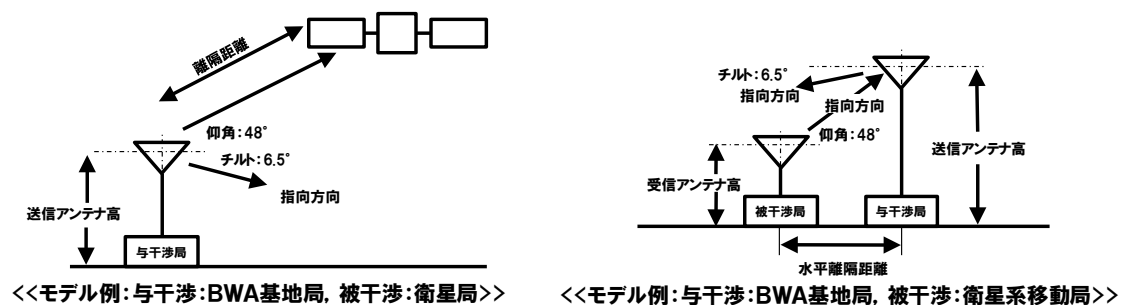 離隔距離
仰角:48°
チルト:6.5°
指向方向
送信アンテナ高
与干渉局
<<モデル例:与干渉:BWA基地局, 被干渉:衛星局>>
チルト:6.5°
指向方向
指向方向
仰角:48°
受信アンテナ高
送信アンテナ高
被干渉局
与干渉局
水平離隔距離
<<モデル例:与干渉:BWA基地局, 被干渉:衛星系移動局>>